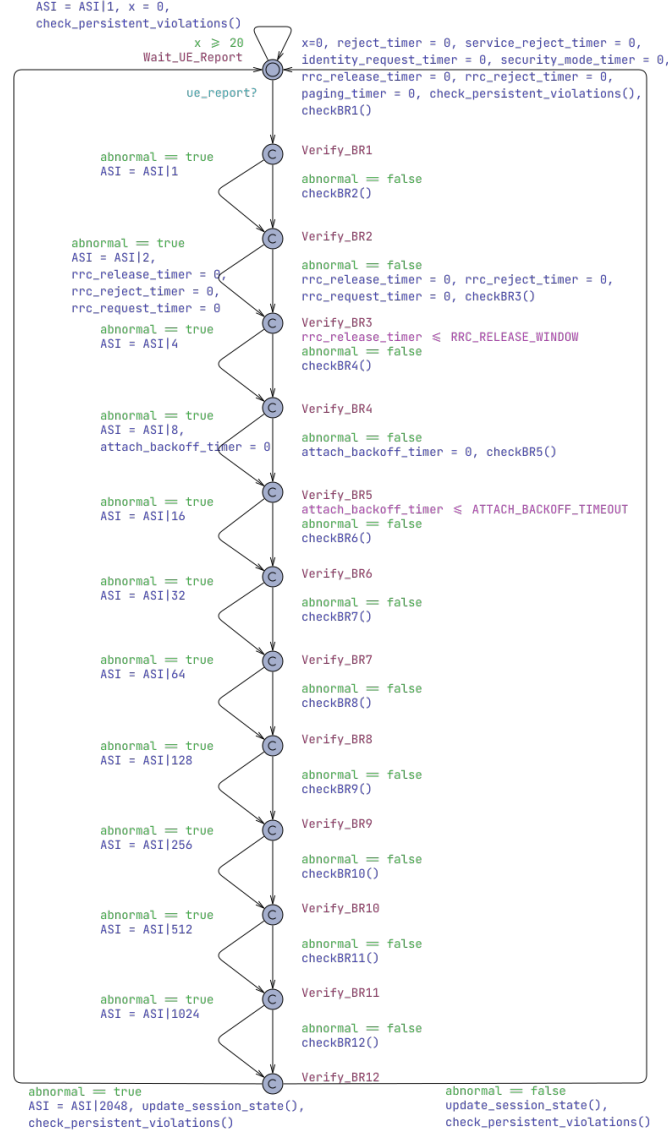 ASI = ASI|1, x = 0,
check_persistent_violations()
x ⩾ 20
Wait_UE_Report
x=0, reject_timer = 0, service_reject_timer = 0,
identity_request_timer = 0, security_mode_timer = 0,
rrc_release_timer = 0, rrc_reject_timer = 0,
paging_timer = 0, check_persistent_violations(),
checkBR1()
ue_report?
C
Verify_BR1
abnormal == true
ASI = ASI|1
abnormal == false
checkBR2()
C
Verify_BR2
abnormal == true
ASI = ASI|2,
rrc_release_timer = 0,
rrc_reject_timer = 0,
rrc_request_timer = 0
abnormal == false
rrc_release_timer = 0, rrc_reject_timer = 0,
rrc_request_timer = 0, checkBR3()
C
Verify_BR3
rrc_release_timer ⩽ RRC_RELEASE_WINDOW
abnormal == true
ASI = ASI|4
abnormal == false
checkBR4()
C
Verify_BR4
abnormal == true
ASI = ASI|8,
attach_backoff_timer = 0
abnormal == false
attach_backoff_timer = 0, checkBR5()
C
Verify_BR5
attach_backoff_timer ⩽ ATTACH_BACKOFF_TIMEOUT
abnormal == true
ASI = ASI|16
abnormal == false
checkBR6()
C
Verify_BR6
abnormal == true
ASI = ASI|32
abnormal == false
checkBR7()
C
Verify_BR7
abnormal == true
ASI = ASI|64
abnormal == false
checkBR8()
C
Verify_BR8
abnormal == true
ASI = ASI|128
abnormal == false
checkBR9()
C
Verify_BR9
abnormal == true
ASI = ASI|256
abnormal == false
checkBR10()
C
Verify_BR10
abnormal == true
ASI = ASI|512
abnormal == false
checkBR11()
C
Verify_BR11
abnormal == true
ASI = ASI|1024
abnormal == false
checkBR12()
C
Verify_BR12
abnormal == true
ASI = ASI|2048, update_session_state(),
check_persistent_violations()
abnormal == false
update_session_state(),
check_persistent_violations()